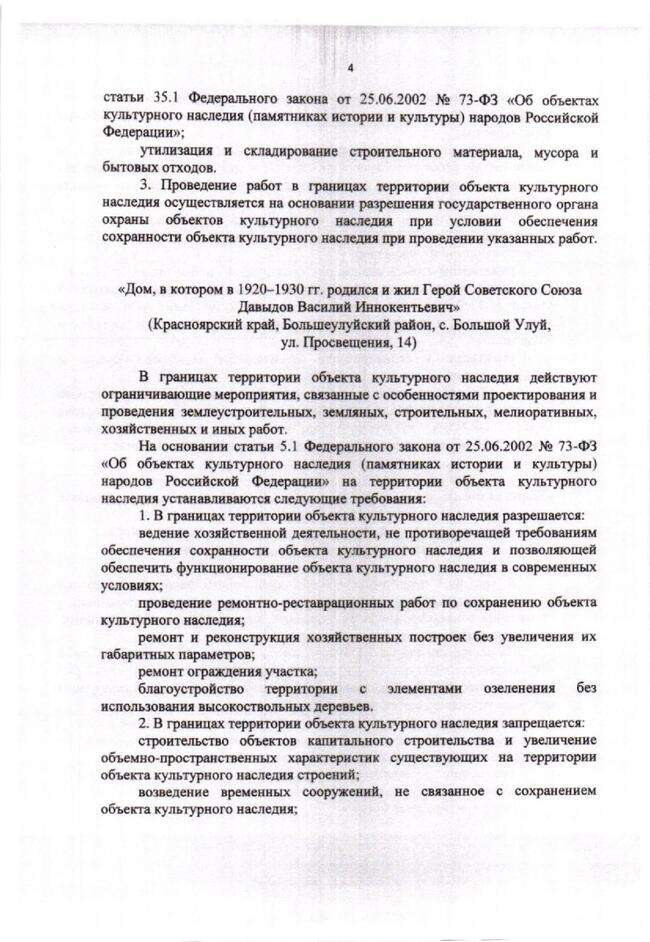 4
статьи 35.1 Федерального закона от 25.06.2002 № 73-ФЗ «Об объектах
культурного наследия (памятниках истории и культуры) народов Российской
Федерации»;
утилизация и складирование строительного материала, мусора и
бытовых отходов.
3. Проведение работ в границах территории объекта культурного
наследия осуществляется на основании разрешения государственного органа
охраны объектов культурного наследия при условии обеспечения
сохранности объекта культурного наследия при проведении указанных работ.
«Дом, в котором в 1920–1930 гг. родился и жил Герой Советского Союза
Давыдов Василий Иннокентьевич»
(Красноярский край, Большеулуйский район, с. Большой Улуй,
ул. Просвещения, 14)
В границах территории объекта культурного наследия действуют
ограничивающие мероприятия, связанные с особенностями проектирования и
проведения землеустроительных, земляных, строительных, мелиоративных,
хозяйственных и иных работ.
На основании статьи 5.1 Федерального закона от 25.06.2002 № 73-ФЗ
«Об объектах культурного наследия (памятниках истории и культуры)
народов Российской Федерации» на территории объекта культурного
наследия устанавливаются следующие требования:
1. В границах территории объекта культурного наследия разрешается:
ведение хозяйственной деятельности, не противоречащей требованиям
обеспечения сохранности объекта культурного наследия и позволяющей
обеспечить функционирование объекта культурного наследия в современных
условиях;
проведение ремонтно-реставрационных работ по сохранению объекта
культурного наследия;
ремонт и реконструкция хозяйственных построек без увеличения их
габаритных параметров;
ремонт ограждения участка;
благоустройство территории с элементами озеленения без
использования высокоствольных деревьев.
2. В границах территории объекта культурного наследия запрещается:
строительство объектов капитального строительства и увеличение
объемно-пространственных характеристик существующих на территории
объекта культурного наследия строений;
возведение временных сооружений, не связанное с сохранением
объекта культурного наследия;